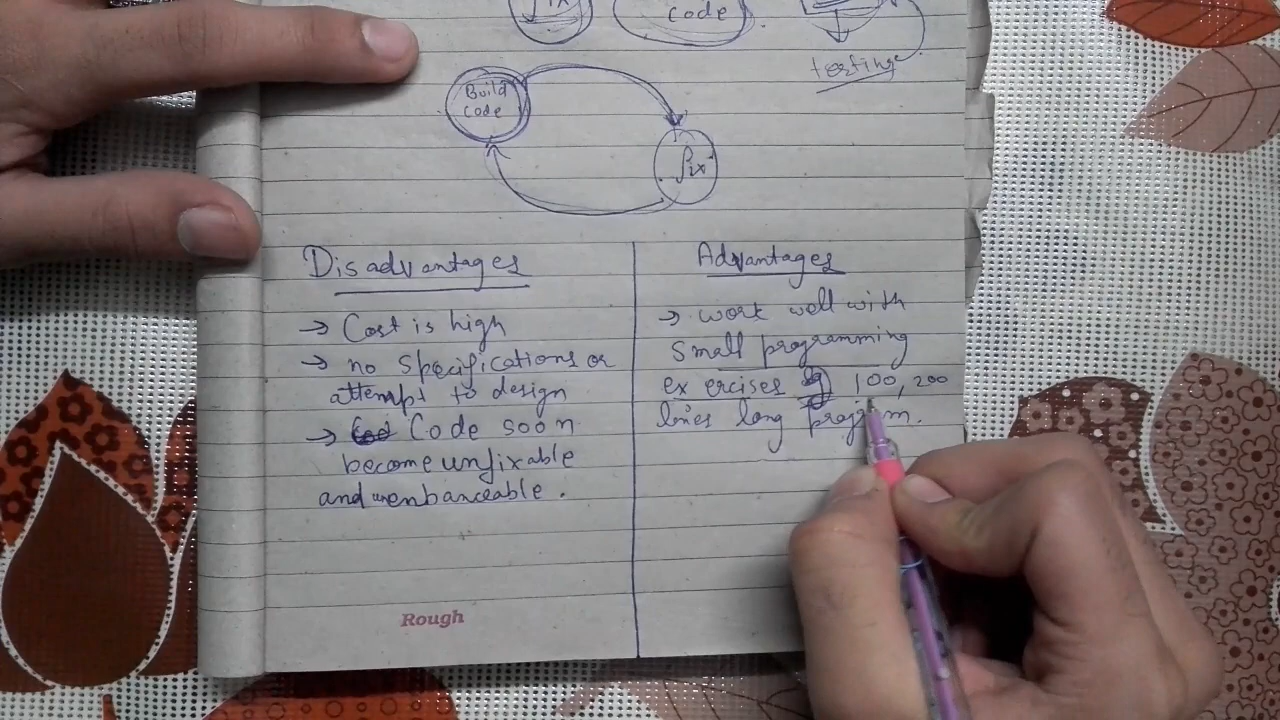 fix
code
testing
Build
Code
fix
Disadvantages
Advantages
→ Cost is high
→ no Specifications or
attempt to design
→ Code soon
become unfixable
and unenhanceable.
→ work well with
Small programming
exercises 100, 200
lines long program.
Rough